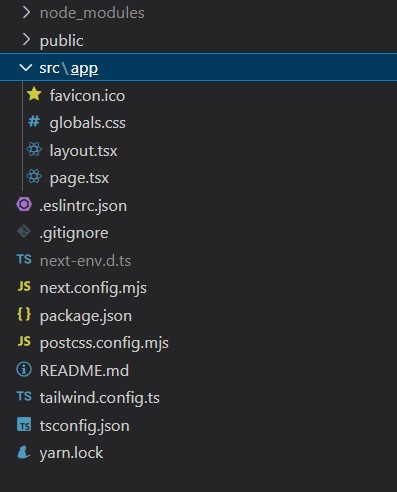 node_modules
public
src\app
favicon.ico
# globals.css
layout.tsx
page.tsx
.eslintrc.json
.gitignore
TS next-env.d.ts
JS next.config.mjs
{} package.json
JS postcss.config.mjs
README.md
TS tailwind.config.ts
TS tsconfig.json
yarn.lock